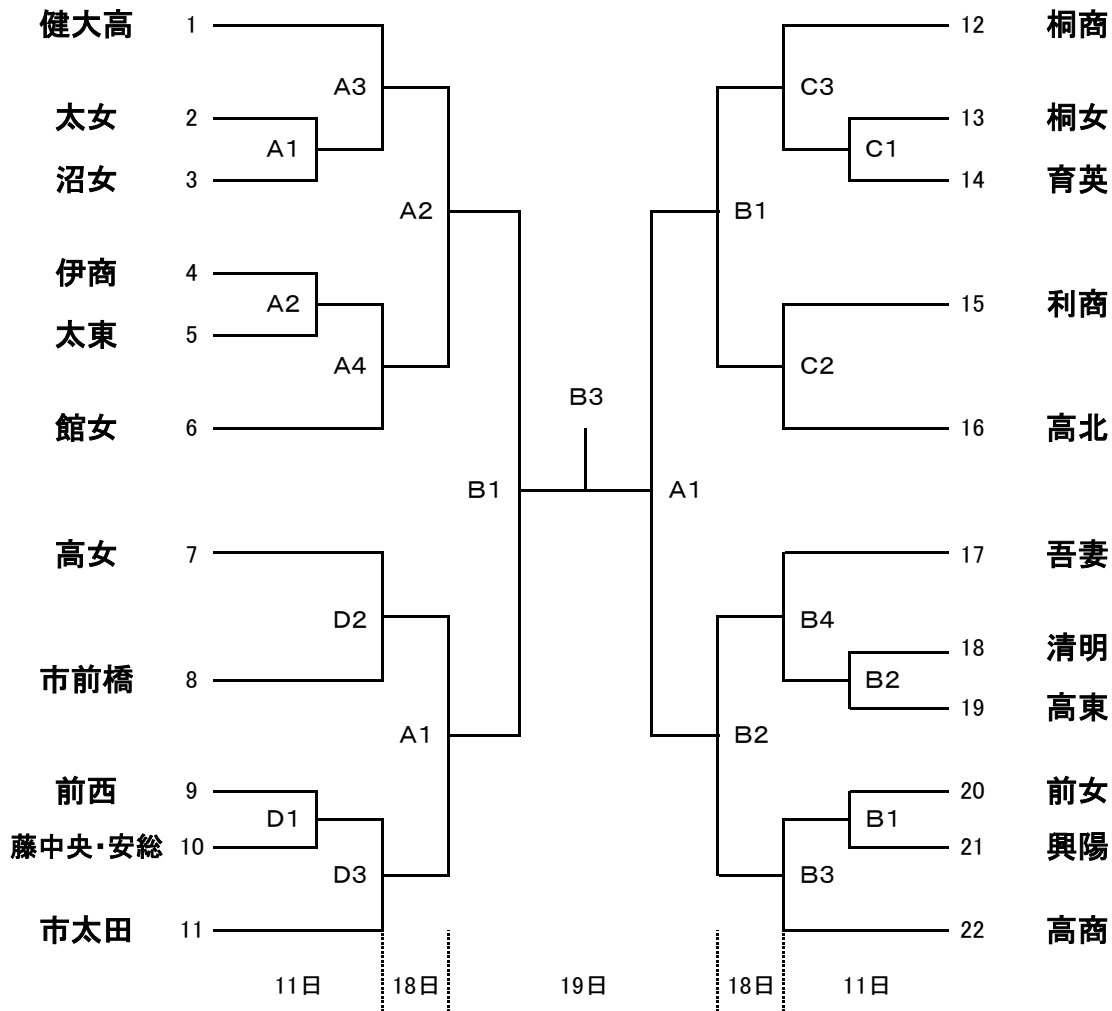 健大高 1 12 桐商
A3 C3
太女 2 13 桐女
A1 C1
沼女 3 14 育英
A2 B1
伊商 4
A2 15 利商
太東 5
A4 C2
B3
館女 6 16 高北
B1 A1
高女 7 17 吾妻
D2 B4
18 清明
市前橋 8 B2
19 高東
A1 B2
前西 9 20 前女
D1 B1
藤中央・安総 10 21 興陽
D3 B3
市太田 11 22 高商
11日 18日 19日 18日 11日